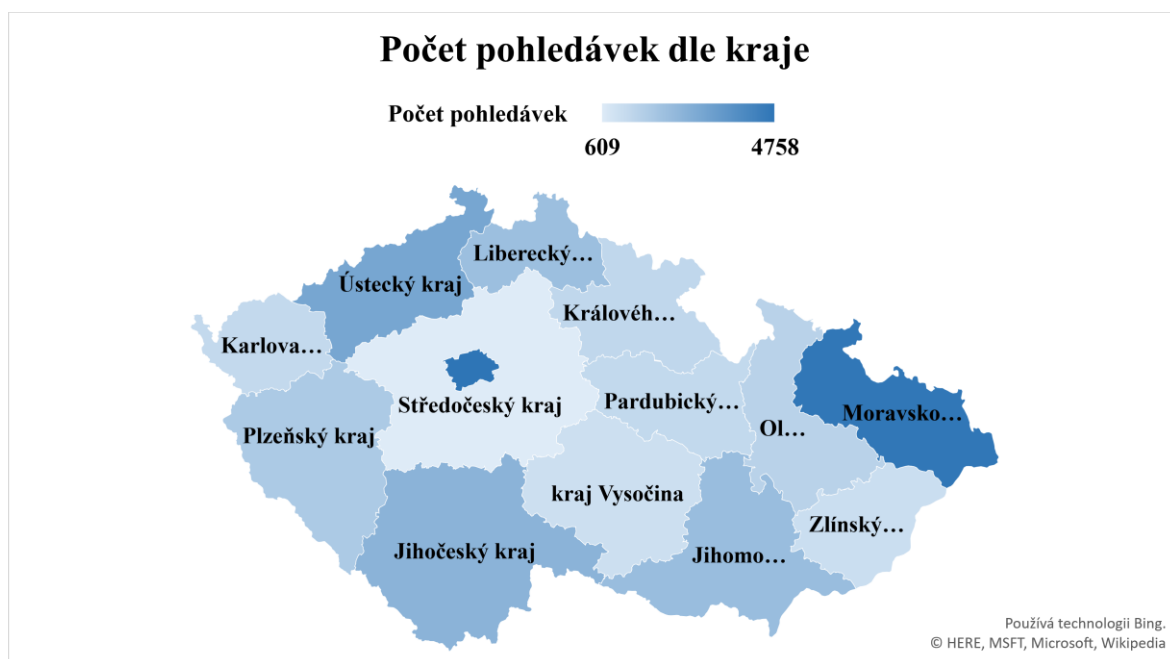 Počet pohledávek dle kraje
Počet pohledávek
609 4758
Liberecký…
Ústecký kraj
Královéh…
Karlova…
Pardubický…
Středočeský kraj
Moravsko…
Plzeňský kraj
Ol…
kraj Vysočina
Zlínský…
Jihočeský kraj
Jihomo…
Používá technologii Bing.
© HERE, MSFT, Microsoft, Wikipedia